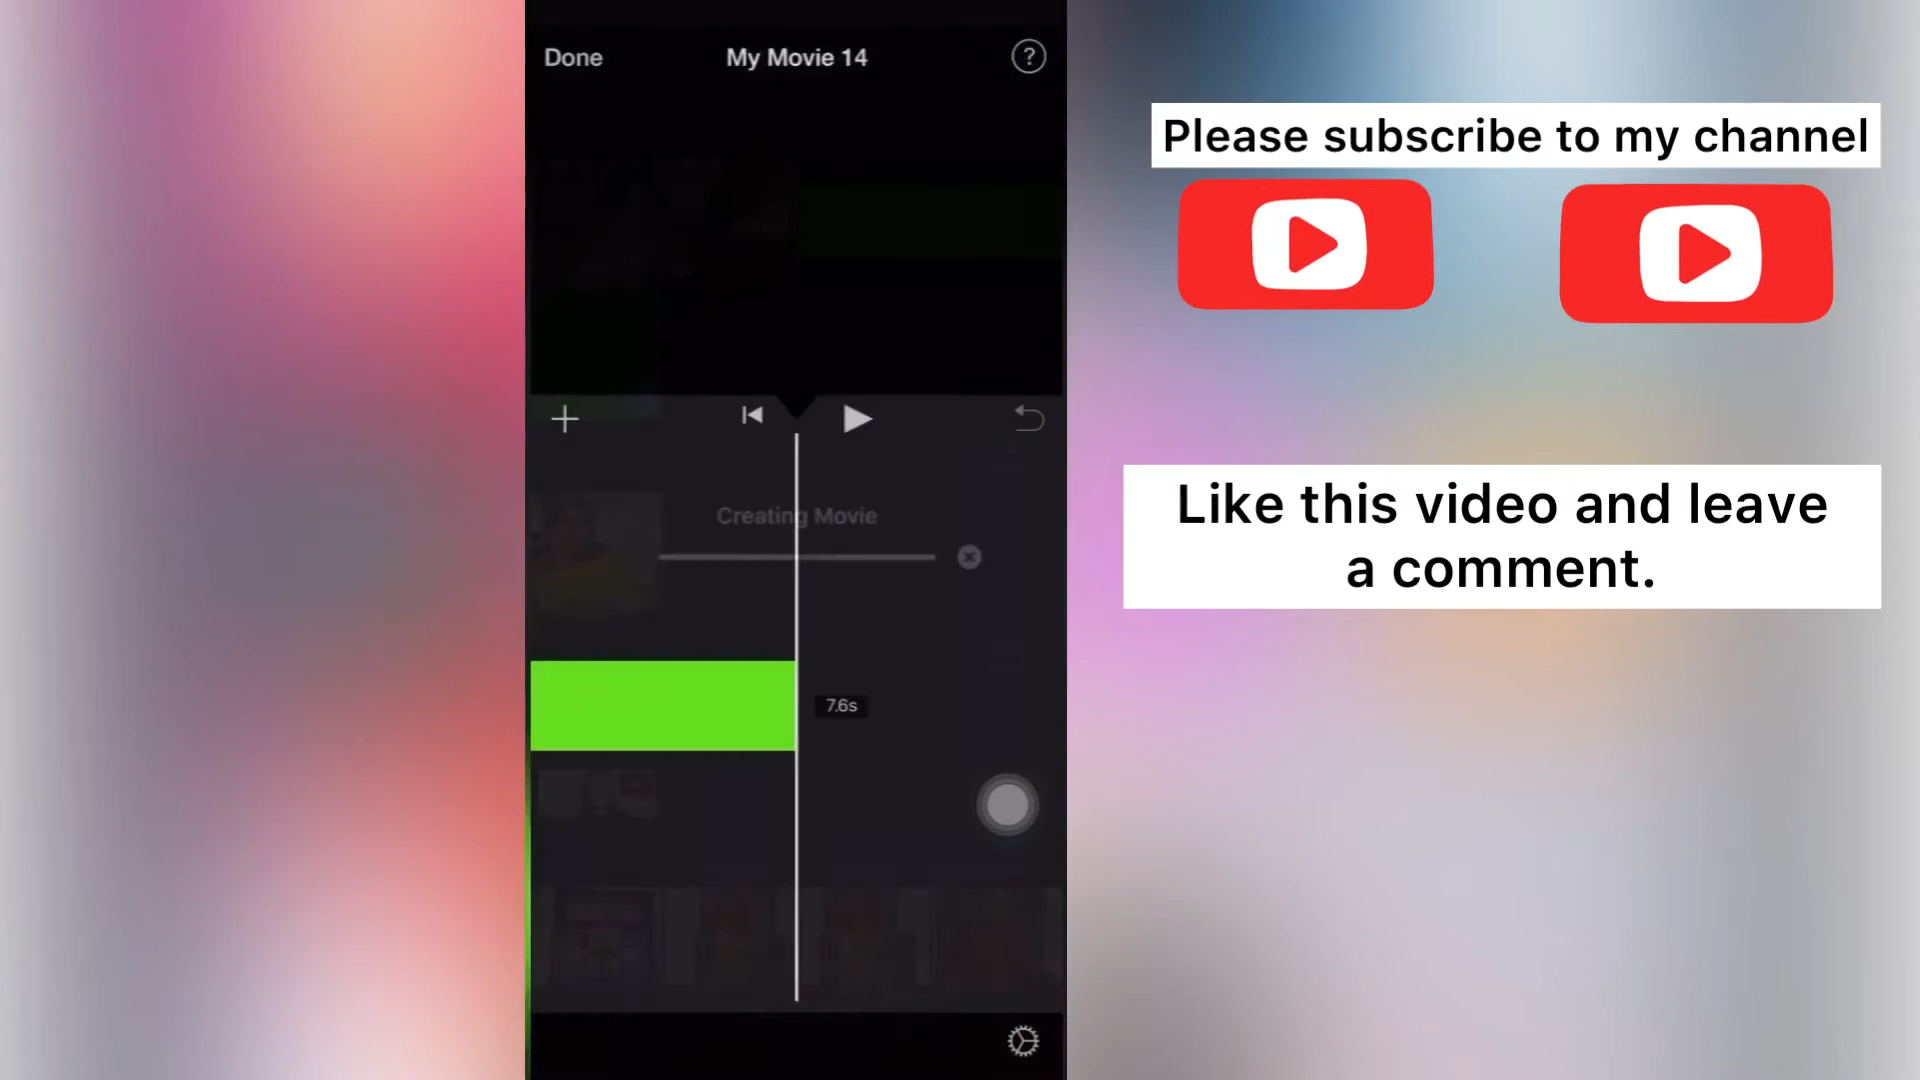 Done
My Movie 14
?
Please subscribe to my channel
Creating Movie
Like this video and leave
a comment.
7.6s